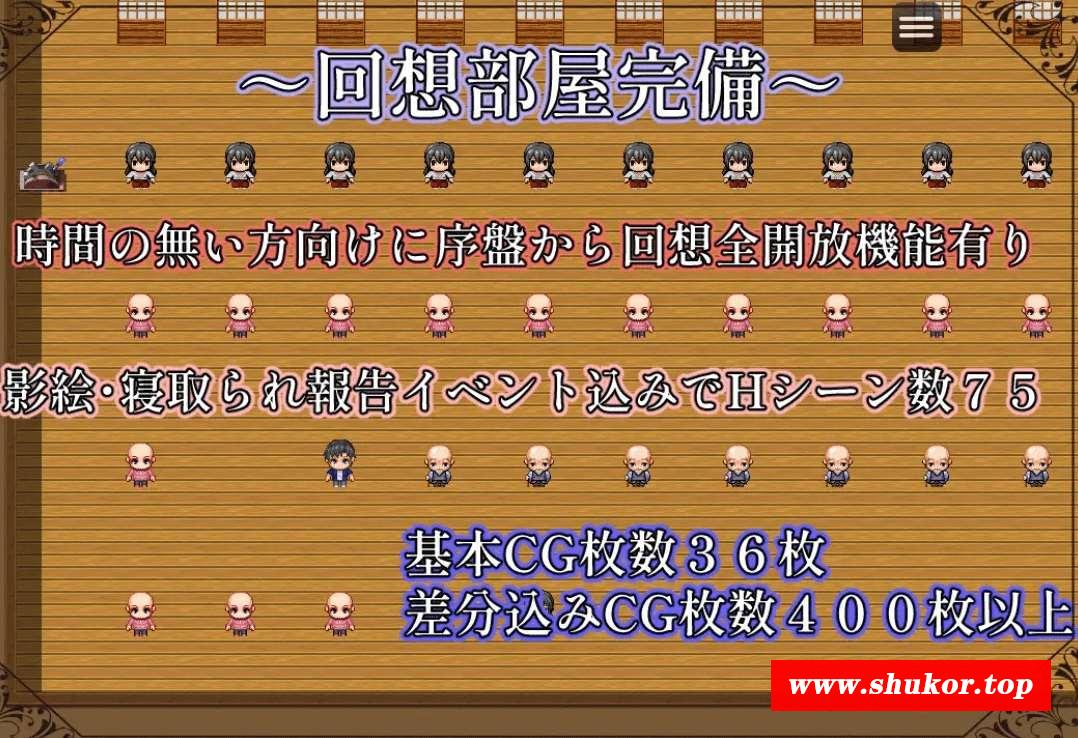 ～回想部屋完備～
時間の無い方向けに序盤から回想全開放機能有り
影絵･寝取られ報告イベント込みでHシーン数７５
基本CG枚数３６枚
差分込みCG枚数４００枚以上
www.shukor.top